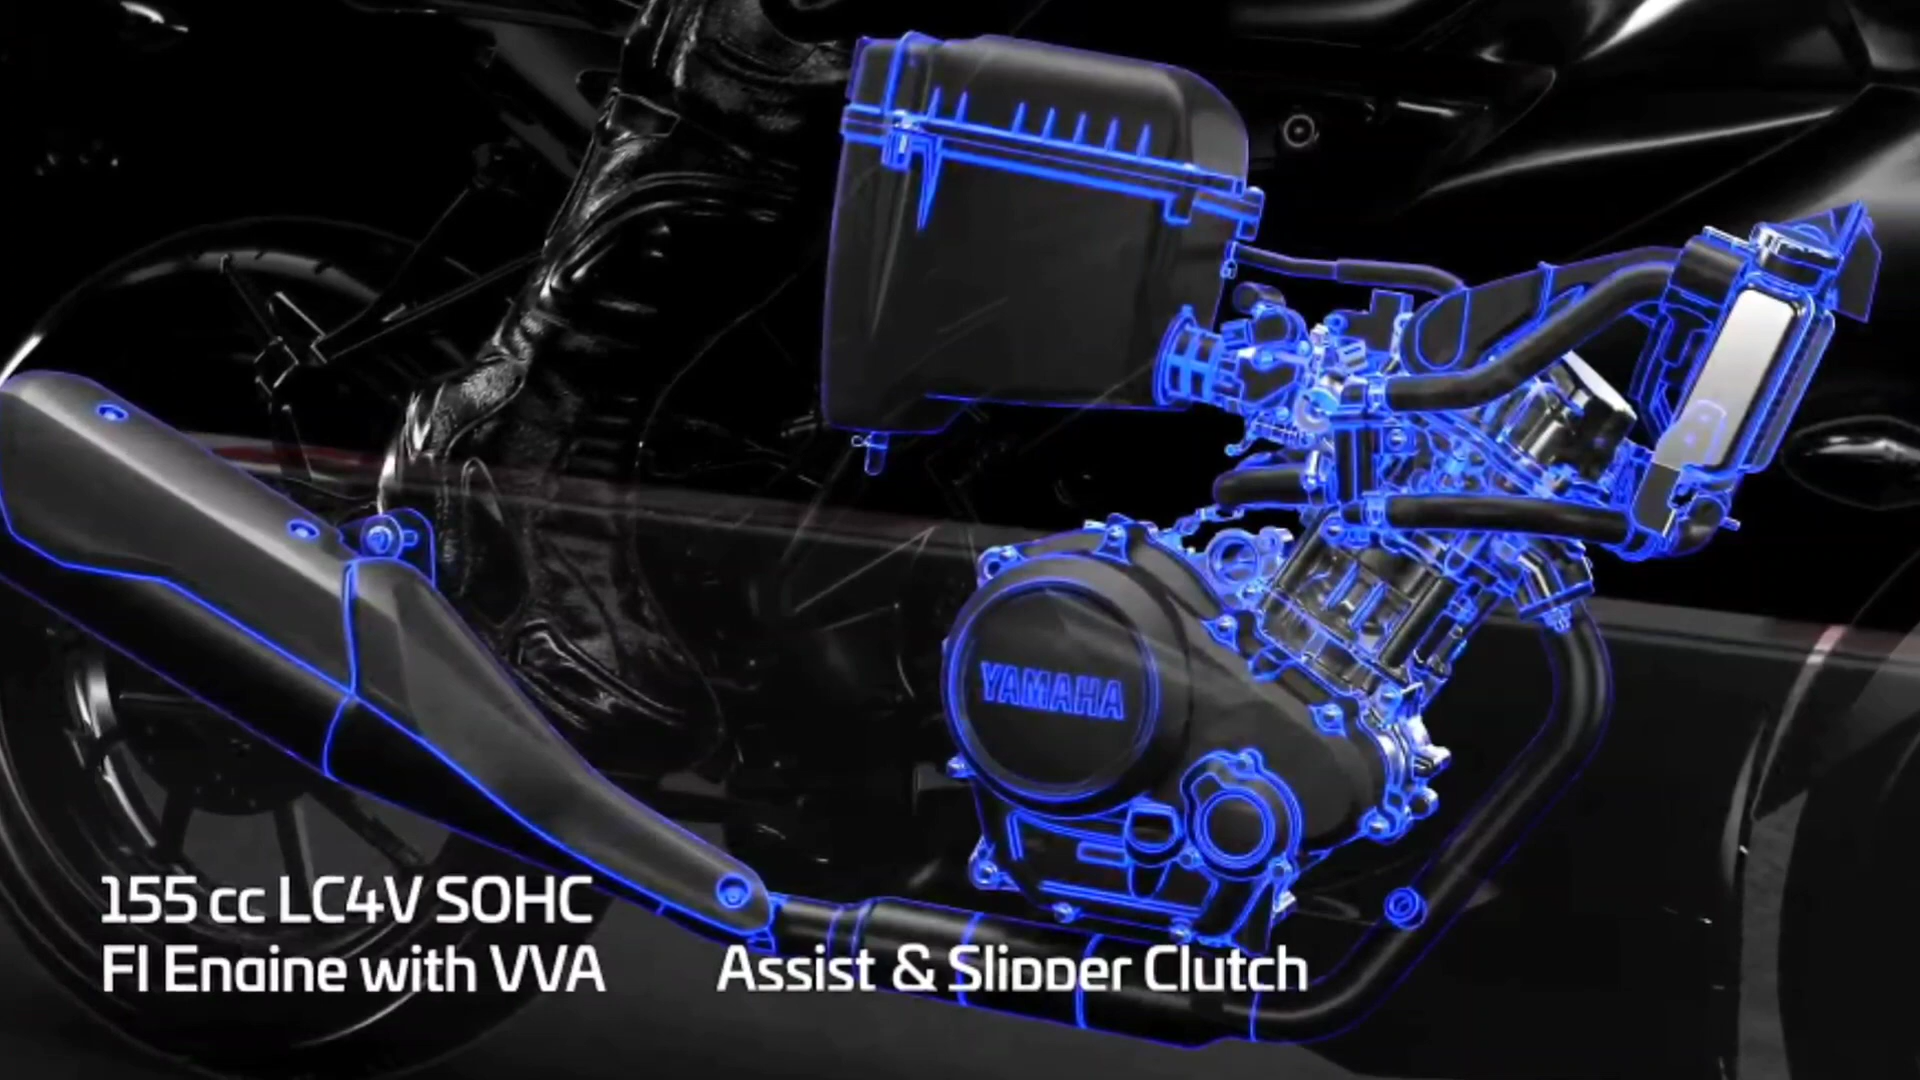 YAMAHA
155 cc LC4V SOHC
FI Engine with VVA
Assist & Slipper Clutch